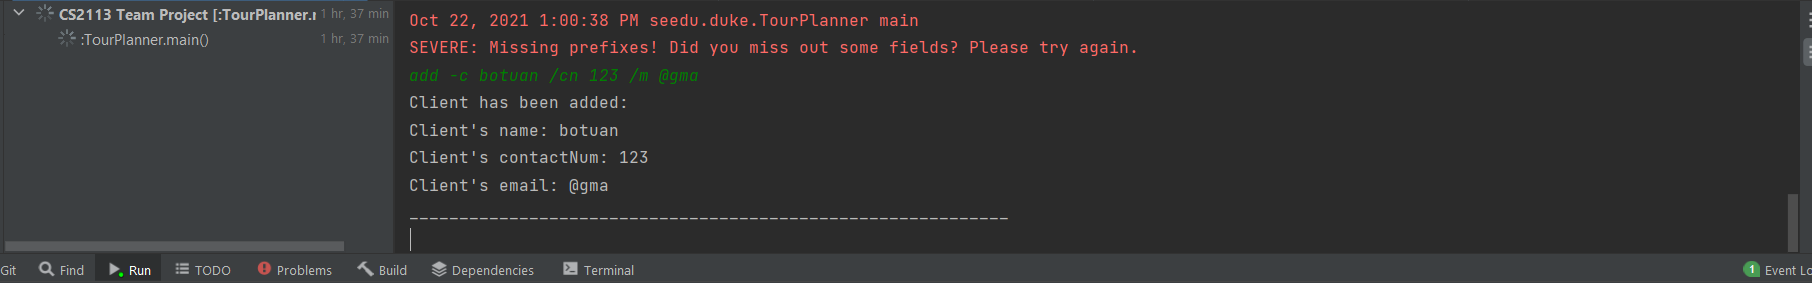 CS2113 Team Project [:TourPlanner.r 1 hr, 37 min
:TourPlanner.main() 1 hr, 37 min
Oct 22, 2021 1:00:38 PM seedu.duke.TourPlanner main
SEVERE: Missing prefixes! Did you miss out some fields? Please try again.
add -c botuan /cn 123 /m @gma
Client has been added:
Client's name: botuan
Client's contactNum: 123
Client's email: @gma
____________________________________________________________
Git Find Run TODO Problems Build Dependencies Terminal 1 Event Lo